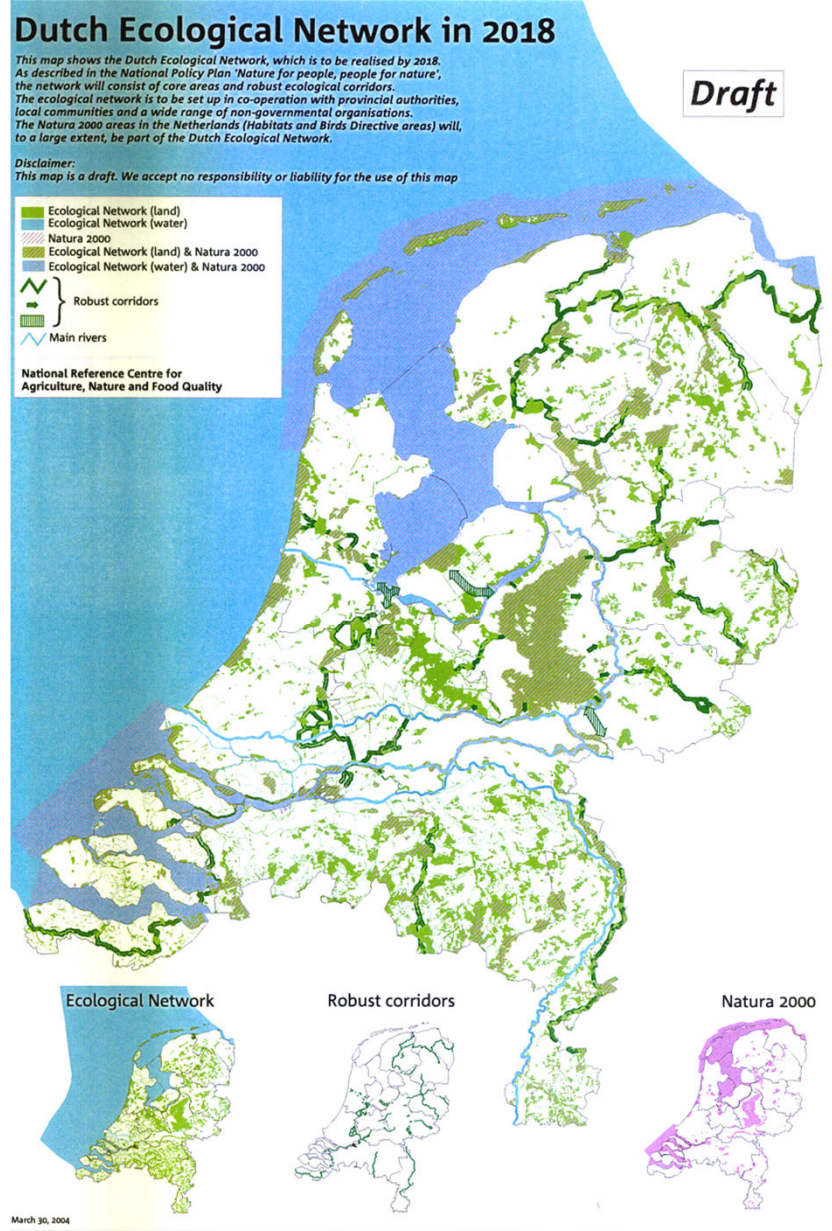 Dutch Ecological Network in 2018
This map shows the Dutch Ecological Network, which is to be realised by 2018.
As described in the National Policy Plan 'Nature for people, people for nature',
the network will consist of core areas and robust ecological corridors.
The ecological network is to be set up in co-operation with provincial authorities,
local communities and a wide range of non-governmental organisations.
The Natura 2000 areas in the Netherlands (Habitats and Birds Directive areas) will,
to a large extent, be part of the Dutch Ecological Network.
Disclaimer:
This map is a draft. We accept no responsibility or liability for the use of this map
Draft
Ecological Network (land)
Ecological Network (water)
Natura 2000
Ecological Network (land) & Natura 2000
Ecological Network (water) & Natura 2000
Robust corridors
Main rivers
National Reference Centre for
Agriculture, Nature and Food Quality
Ecological Network
Robust corridors
Natura 2000
March 30, 2004